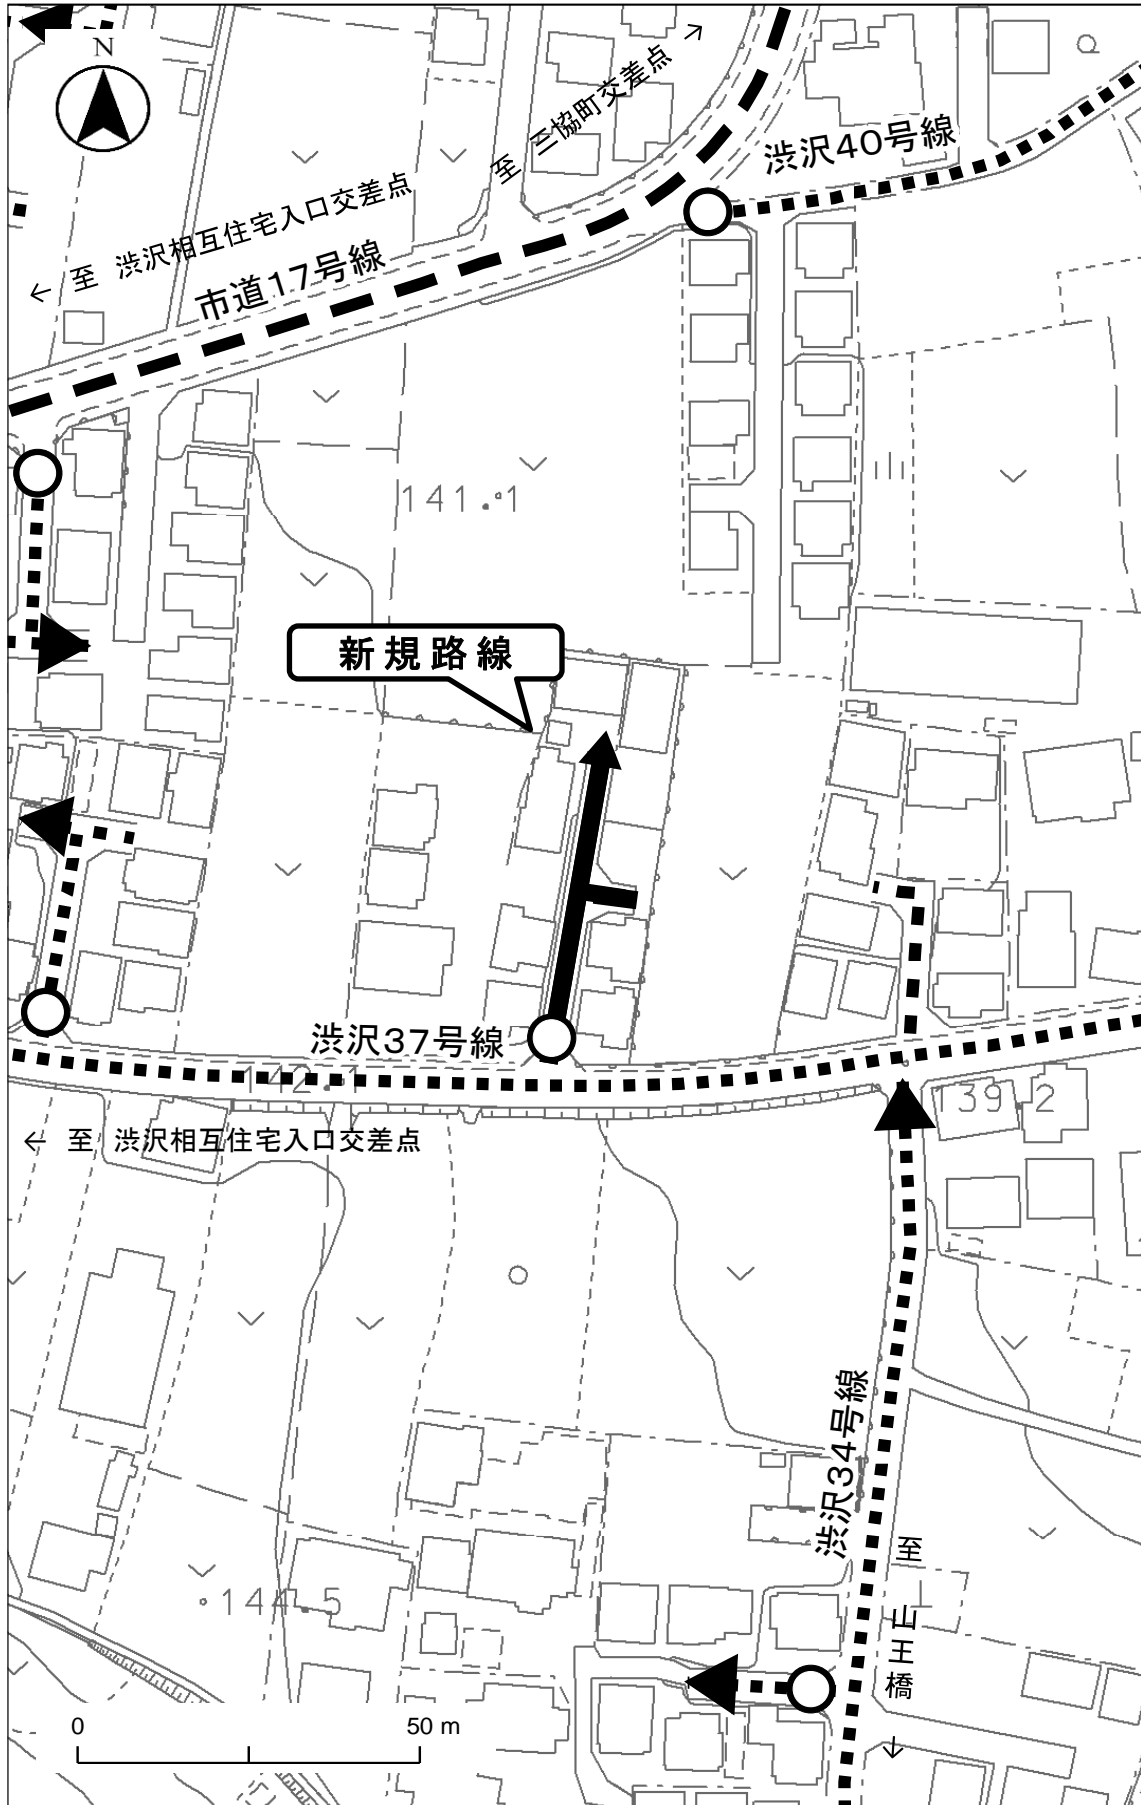 N
至 三協町交差点 →
渋沢40号線
← 至 渋沢相互住宅入口交差点
市道17号線
141.1
新規路線
渋沢37号線
142.1
139.2
← 至 渋沢相互住宅入口交差点
渋沢34号線
至 山王橋 →
144.5
0 50 m